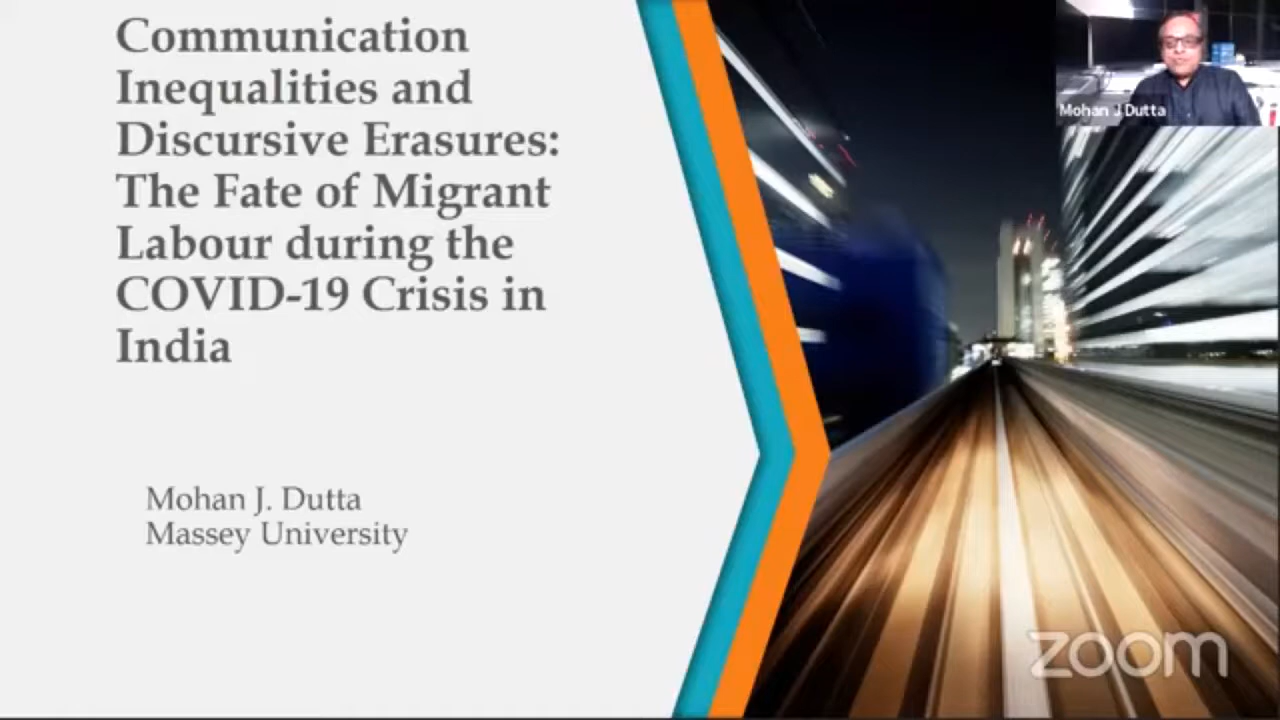 Communication
Inequalities and
Discursive Erasures:
The Fate of Migrant
Labour during the
COVID-19 Crisis in
India
Mohan J. Dutta
Massey University
Mohan J Dutta
zoom